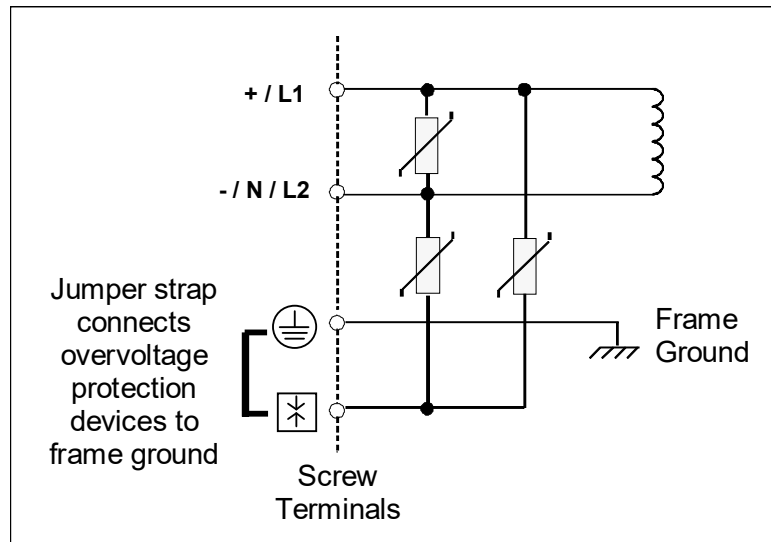 + / L1
- / N / L2
Jumper strap
connects
overvoltage
protection
devices to
frame ground
Frame
Ground
Screw
Terminals